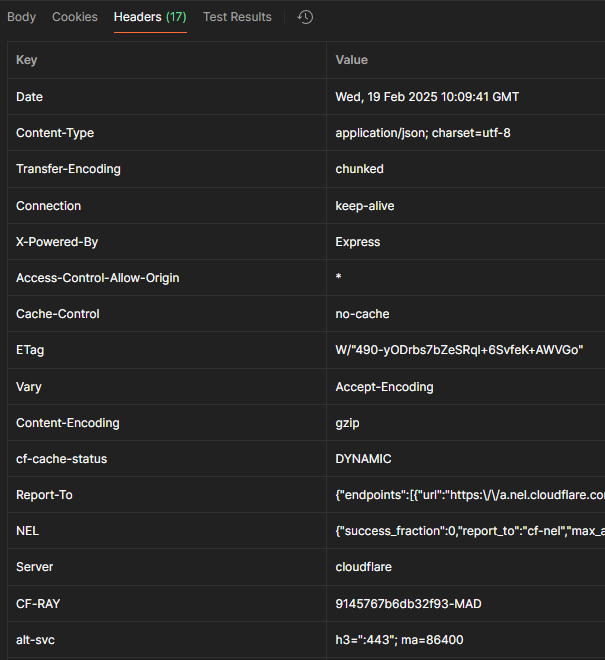 Body Cookies Headers (17) Test Results
Key Value
Date Wed, 19 Feb 2025 10:09:41 GMT
Content-Type application/json; charset=utf-8
Transfer-Encoding chunked
Connection keep-alive
X-Powered-By Express
Access-Control-Allow-Origin *
Cache-Control no-cache
ETag W/"490-yODrbs7bZeSRqI+6SvfeK+AWVGo"
Vary Accept-Encoding
Content-Encoding gzip
cf-cache-status DYNAMIC
Report-To {"endpoints":[{"url":"https:\/\/a.nel.cloudflare.co
NEL {"success_fraction":0,"report_to":"cf-nel","max_a
Server cloudflare
CF-RAY 9145767b6db32f93-MAD
alt-svc h3=":443"; ma=86400